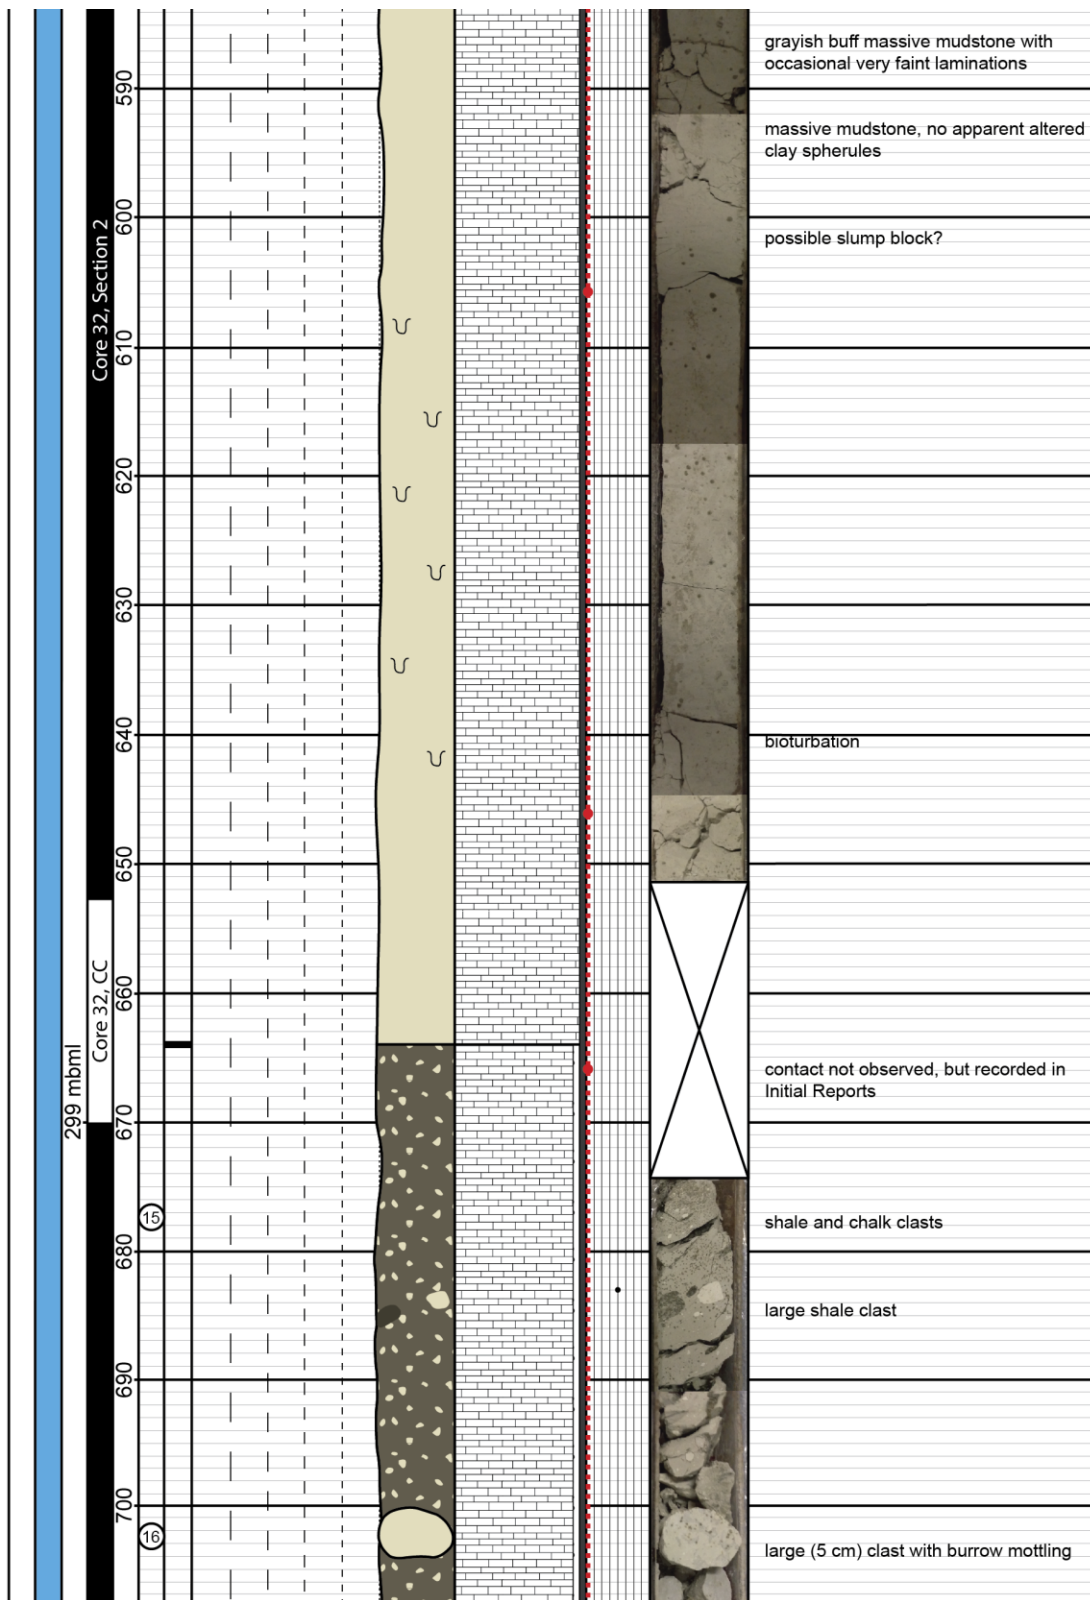 grayish buff massive mudstone with
occasional very faint laminations
590
massive mudstone, no apparent altered
clay spherules
600
possible slump block?
Core 32, Section 2
610
620
630
640
bioturbation
650
660
Core 32, CC
299 mbml
contact not observed, but recorded in
Initial Reports
670
15
shale and chalk clasts
680
large shale clast
690
700
16
large (5 cm) clast with burrow mottling